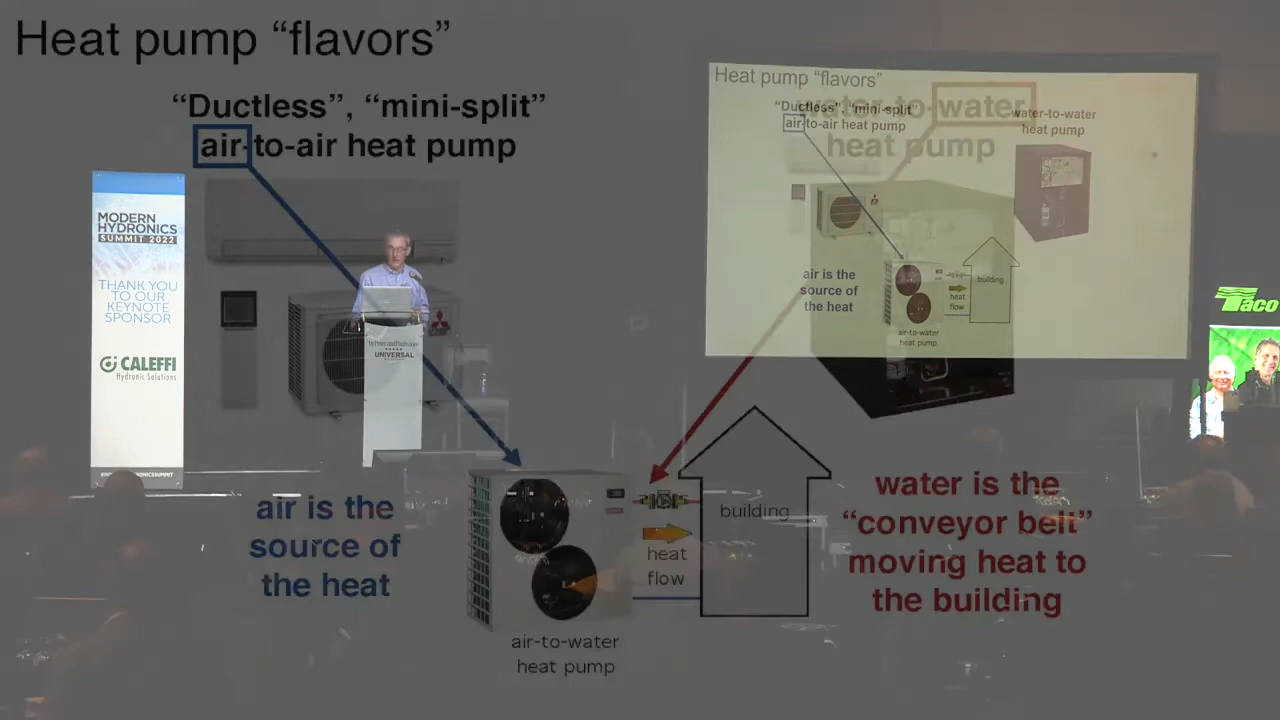 Heat pump “flavors”
“Ductless”, “mini-split”
air-to-air heat pump
water-to-water
heat pump
air is the
source of
the heat
building
heat
flow
air-to-water
heat pump
water is the
“conveyor belt”
moving heat to
the building
Heat pump “flavors”
“Ductless”, “mini-split”
air-to-air heat pump
water-to-water
heat pump
air is the
source of
the heat
building
heat
flow
air-to-water
heat pump
MODERN
HYDRONICS
SUMMIT 2022
THANK YOU
TO OUR
KEYNOTE
SPONSOR
CALEFFI
Hydronic Solutions
UNIVERSAL
Taco